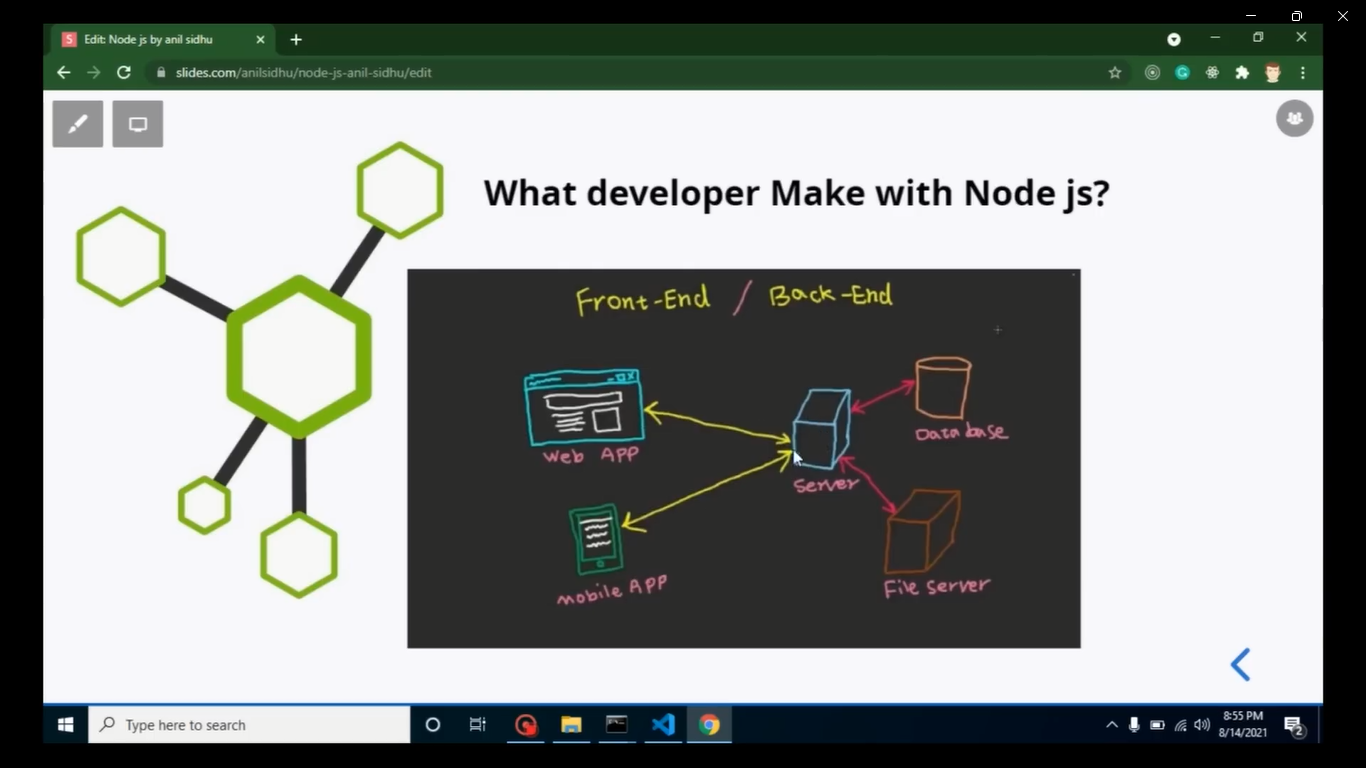 Edit: Node js by anil sidhu
slides.com/anilsidhu/node-js-anil-sidhu/edit
What developer Make with Node js?
Front-End / Back-End
Web APP
Server
Data base
mobile APP
File Server
Type here to search
8:55 PM
8/14/2021
2